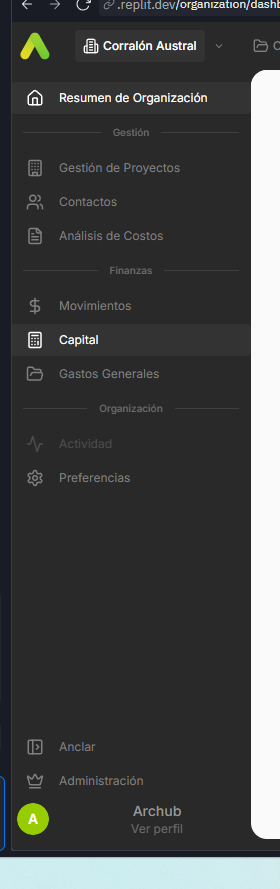 .replit.dev/organization/dashb
Corralón Austral
Resumen de Organización
Gestión
Gestión de Proyectos
Contactos
Análisis de Costos
Finanzas
Movimientos
Capital
Gastos Generales
Organización
Actividad
Preferencias
Anclar
Administración
A
Archub
Ver perfil